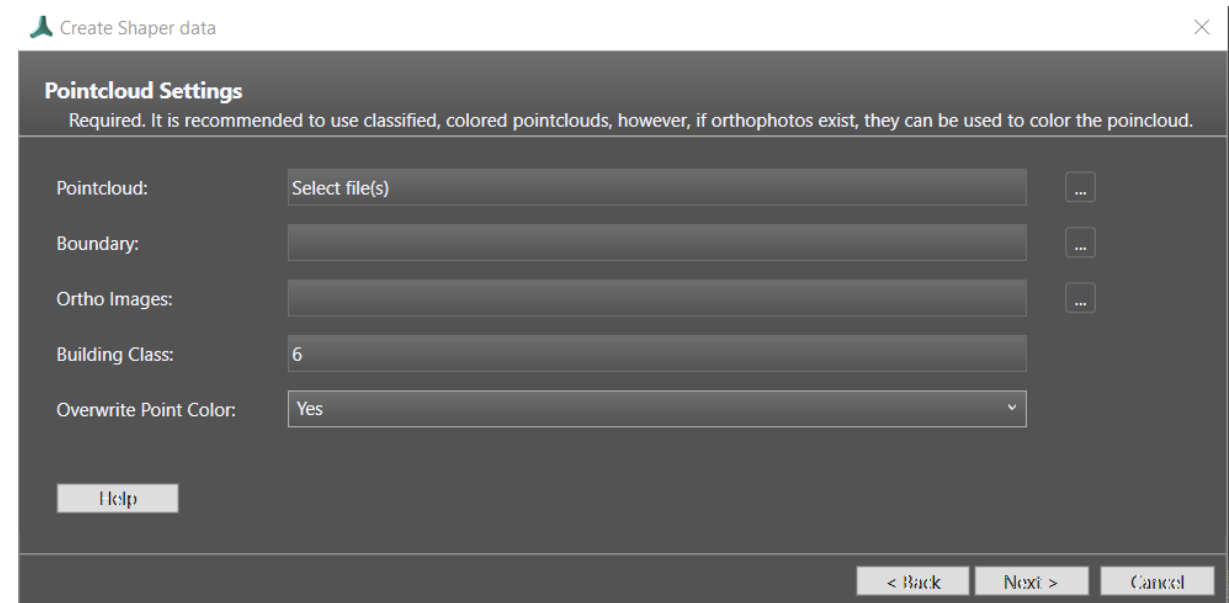 Create Shaper data
Pointcloud Settings
Required. It is recommended to use classified, colored pointclouds, however, if orthophotos exist, they can be used to color the poincloud.
Pointcloud: Select file(s) ...
Boundary: ...
Ortho Images: ...
Building Class: 6
Overwrite Point Color: Yes
Help
< Back Next > Cancel